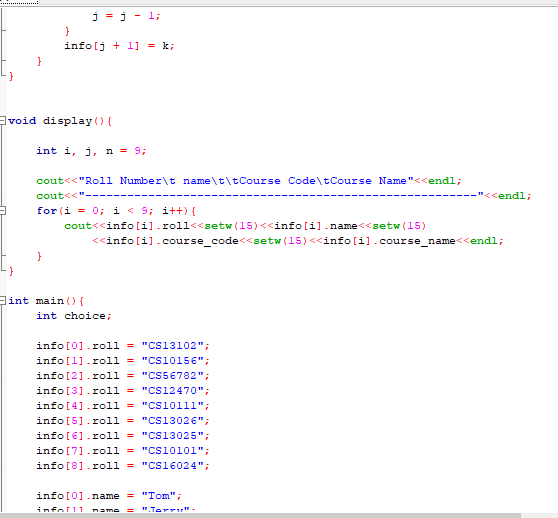 j = j - 1;
}
info[j + 1] = k;
}
}
void display(){
int i, j, n = 9;
cout<<"Roll Number\t name\t\tCourse Code\tCourse Name"<<endl;
cout<<"--------------------------------------------------------"<<endl;
for(i = 0; i < 9; i++){
cout<<info[i].roll<<setw(15)<<info[i].name<<setw(15)
<<info[i].course_code<<setw(15)<<info[i].course_name<<endl;
}
}
int main(){
int choice;
info[0].roll = "CS13102";
info[1].roll = "CS10156";
info[2].roll = "CS56782";
info[3].roll = "CS12470";
info[4].roll = "CS10111";
info[5].roll = "CS13026";
info[6].roll = "CS13025";
info[7].roll = "CS10101";
info[8].roll = "CS16024";
info[0].name = "Tom";
info[1].name = "Jerry";